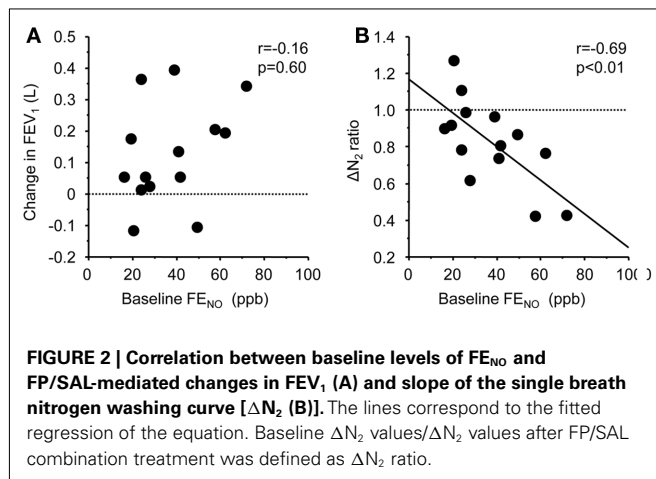 A
B
r=-0.16
p=0.60
r=-0.69
p<0.01
0.5
0.4
0.3
0.2
0.1
0
-0.1
-0.2
Change in FEV₁ (L)
0 20 40 60 80 100
Baseline FE_NO (ppb)
1.4
1.2
1.0
0.8
0.6
0.4
0.2
ΔN₂ ratio
0 20 40 60 80 100
Baseline FE_NO (ppb)
FIGURE 2 | Correlation between baseline levels of FE_NO and
FP/SAL-mediated changes in FEV₁ (A) and slope of the single breath
nitrogen washing curve [ΔN₂ (B)]. The lines correspond to the fitted
regression of the equation. Baseline ΔN₂ values/ΔN₂ values after FP/SAL
combination treatment was defined as ΔN₂ ratio.